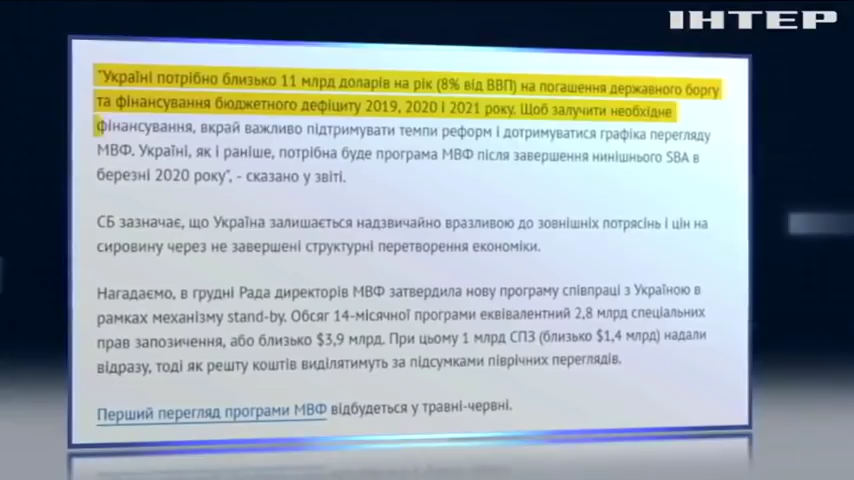 ІНТЕР
"Україні потрібно близько 11 млрд доларів на рік (8% від ВВП) на погашення державного боргу
та фінансування бюджетного дефіциту 2019, 2020 і 2021 року. Щоб залучити необхідне
фінансування, вкрай важливо підтримувати темпи реформ і дотримуватися графіка перегляду
МВФ. Україні, як і раніше, потрібна буде програма МВФ після завершення нинішнього SBA в
березні 2020 року", - сказано у звіті.
СБ зазначає, що Україна залишається надзвичайно вразливою до зовнішніх потрясінь і цін на
сировину через не завершені структурні перетворення економіки.
Нагадаємо, в грудні Рада директорів МВФ затвердила нову програму співпраці з Україною в
рамках механізму stand-by. Обсяг 14-місячної програми еквівалентний 2,8 млрд спеціальних
прав запозичення, або близько $3,9 млрд. При цьому 1 млрд СПЗ (близько $1,4 млрд) надали
відразу, тоді як решту коштів виділятимуть за підсумками піврічних переглядів.
Перший перегляд програми МВФ відбудеться у травні-червні.